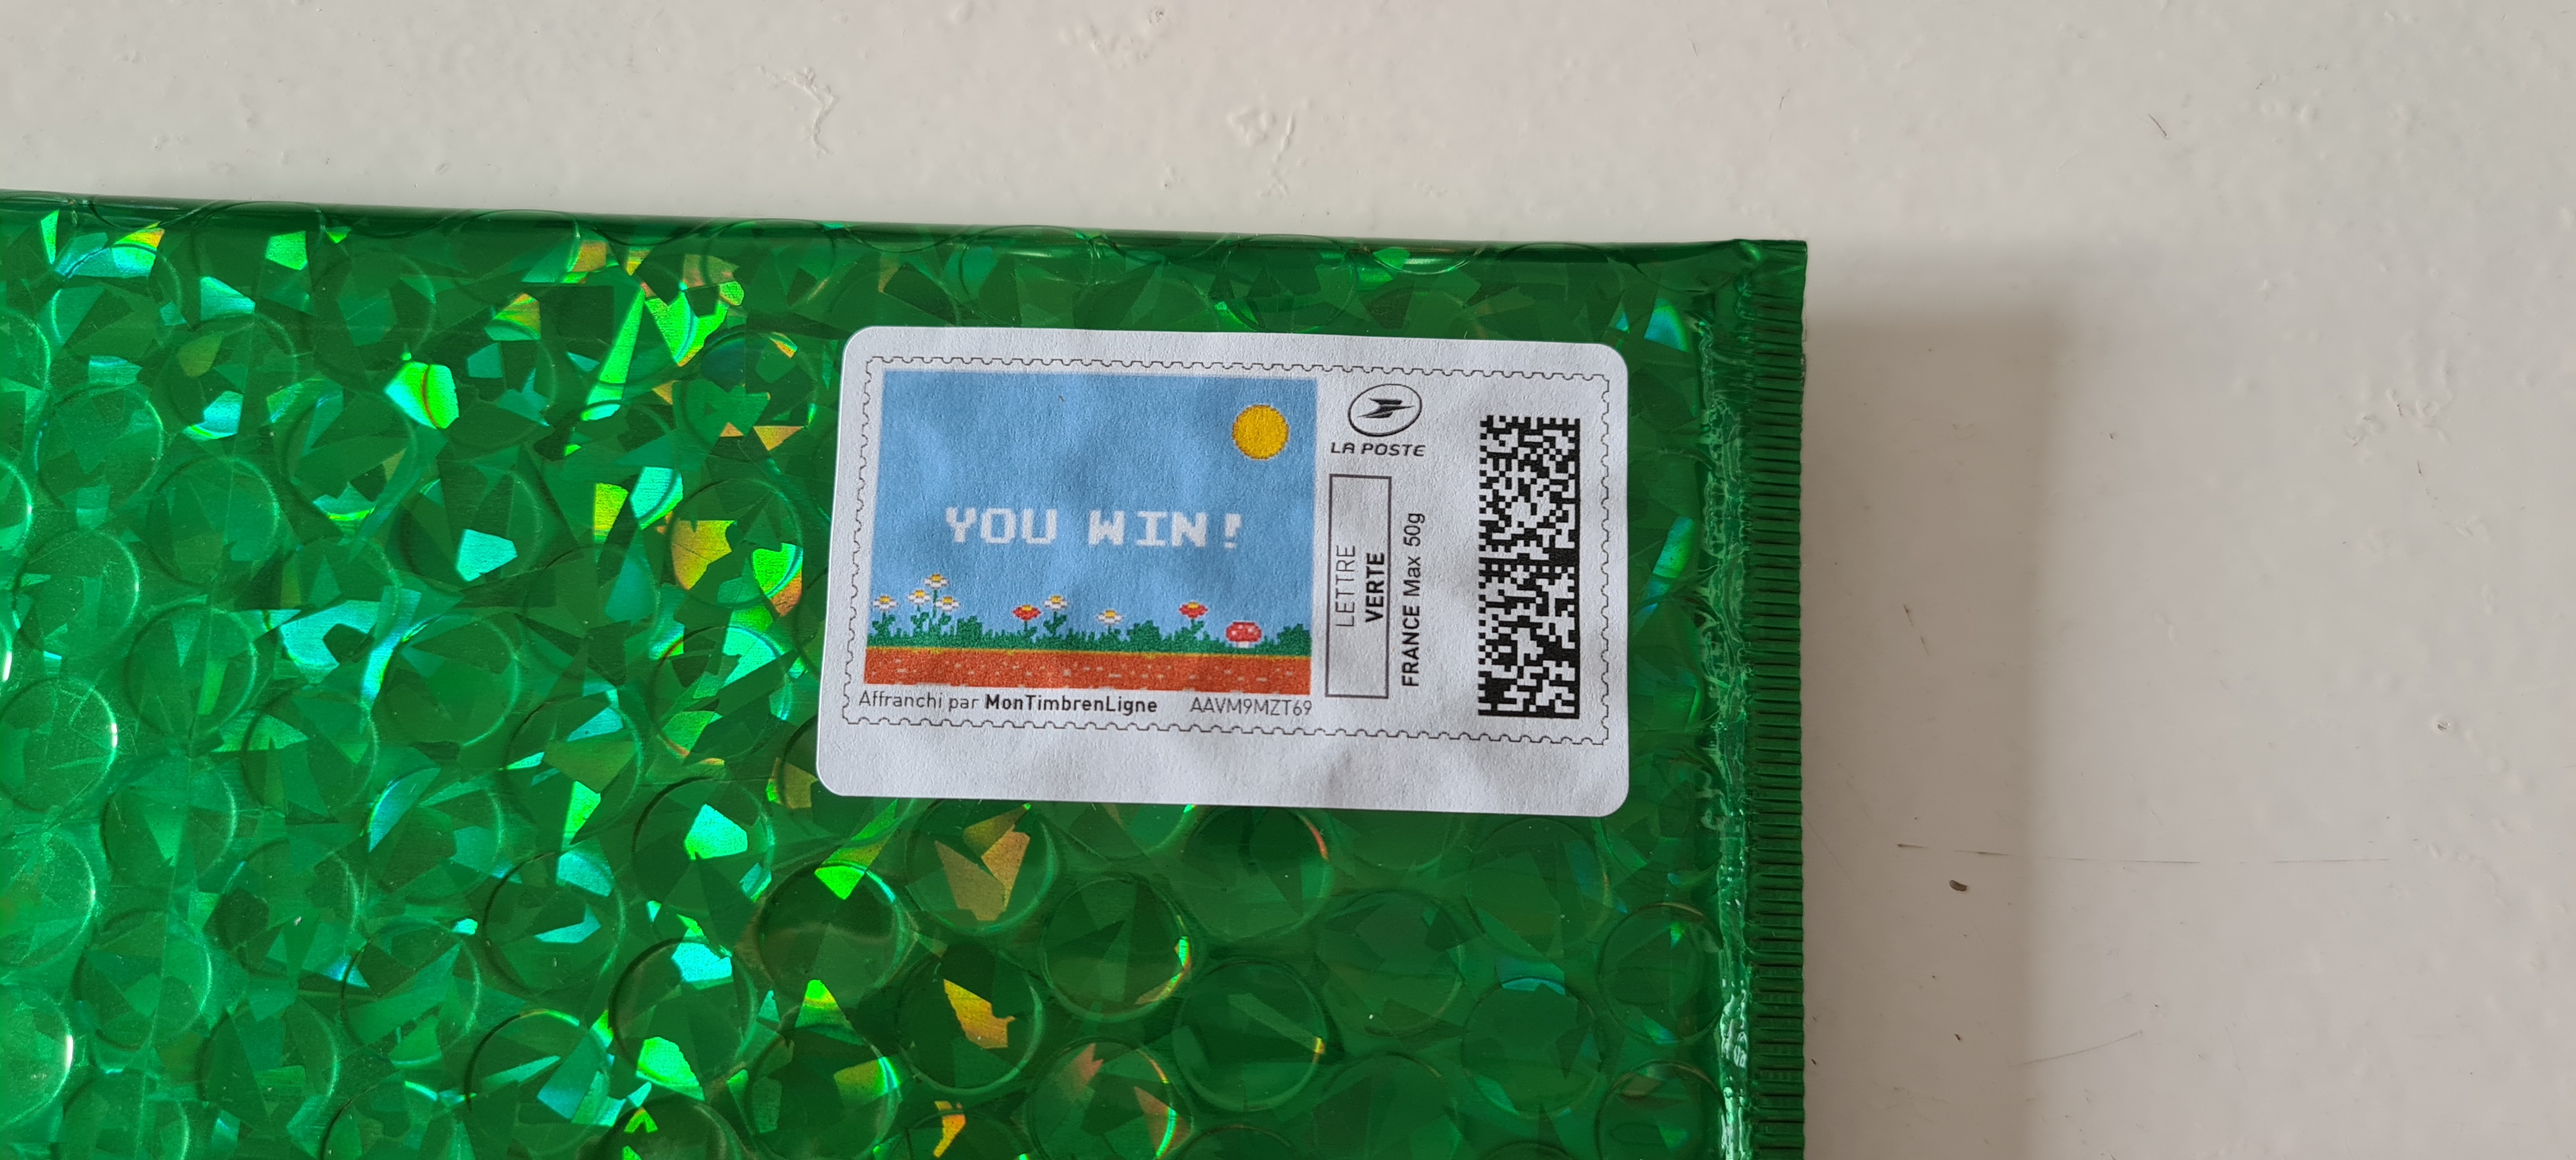 YOU WIN!
Affranchi par MonTimbrenLigne AAVM9MZT69
LA POSTE
LETTRE
VERTE
FRANCE Max 50g